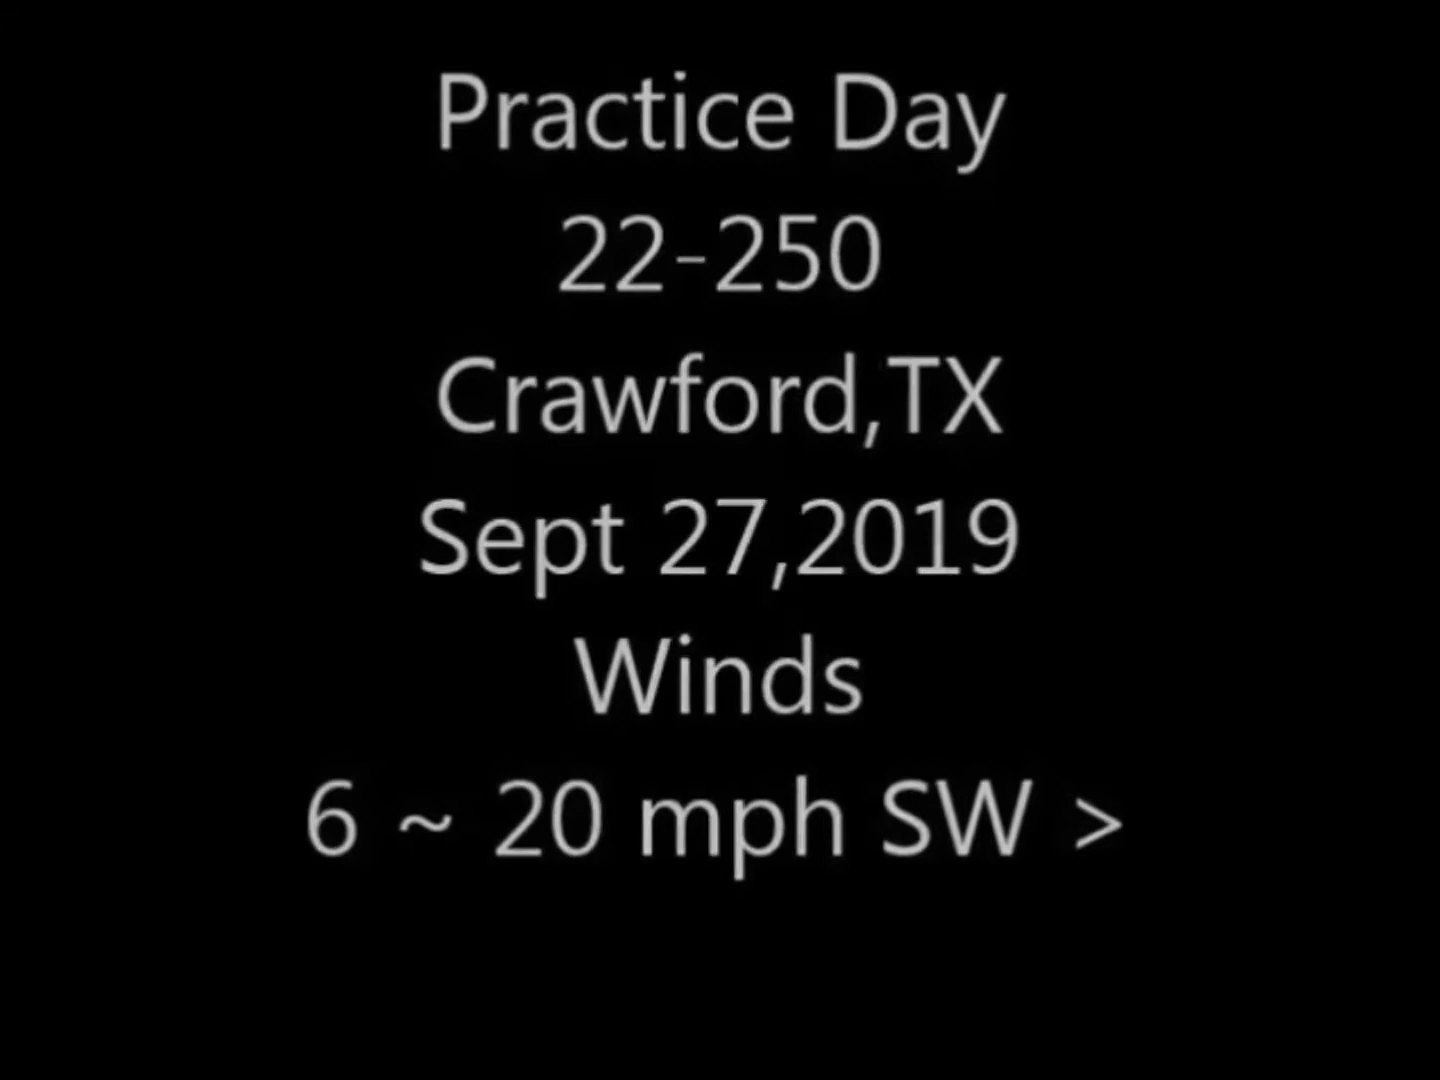 Practice Day
22-250
Crawford,TX
Sept 27,2019
Winds
6 ~ 20 mph SW >